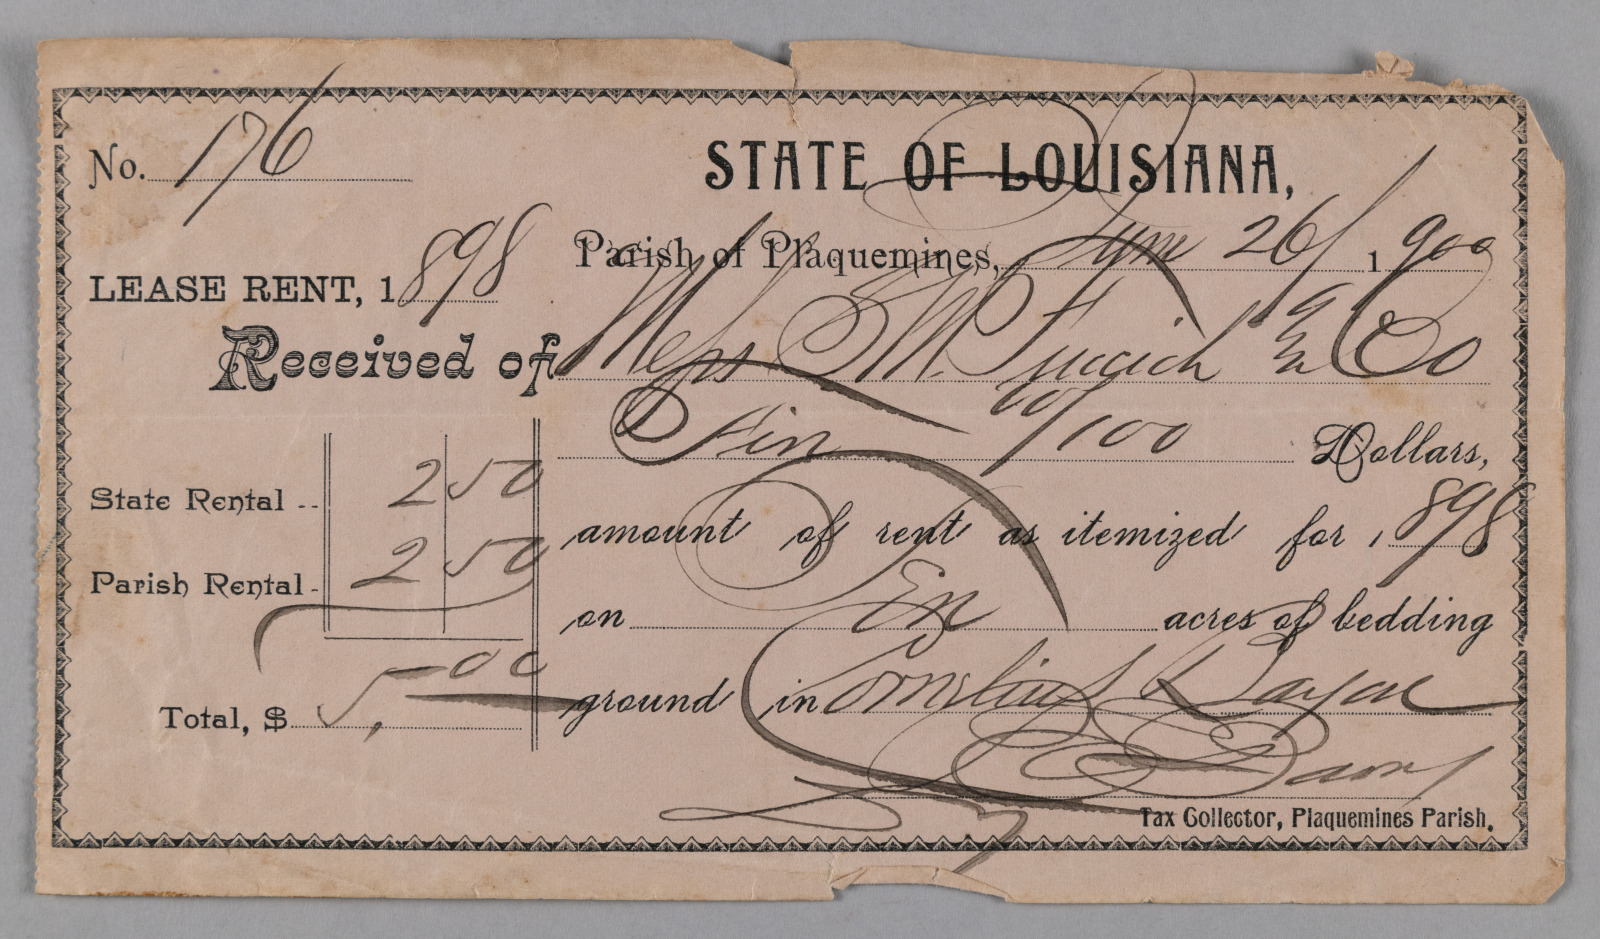 No. 176
STATE OF LOUISIANA,
Parish of Plaquemines, June 26/ 1900
LEASE RENT, 1898
Received of Messrs S. M. & Co
Five 00/100 Dollars,
State Rental -- 2 50
amount of rent as itemized for 1898
Parish Rental - 2 50
on Ten acres of bedding
Total, $ 5,00
ground in Cornelius Bayou
Tax Collector, Plaquemines Parish.